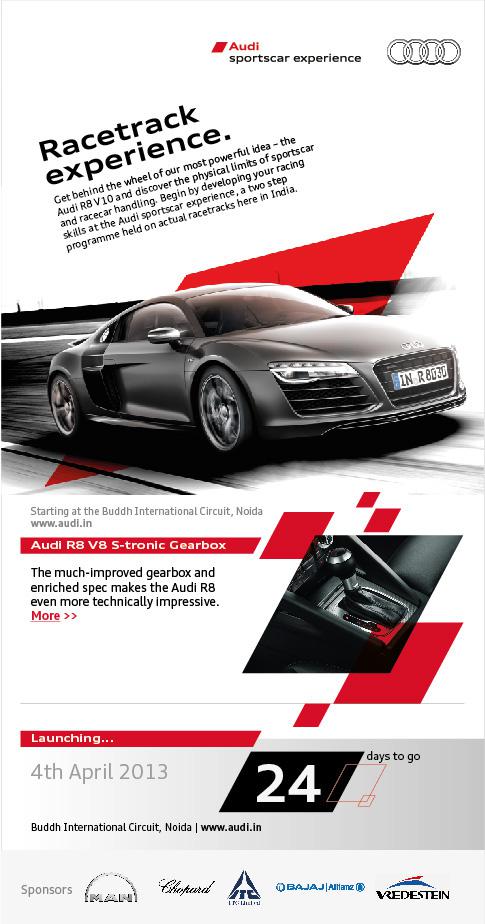 Audi
sportscar experience
Racetrack
experience.
Get behind the wheel of our most powerful idea – the
Audi R8 V10 and discover the physical limits of sportscar
and racecar handling. Begin by developing your racing
skills at the Audi sportscar experience, a two step
programme held on actual racetracks here in India.
IN R 8030
Starting at the Buddh International Circuit, Noida
www.audi.in
Audi R8 V8 S-tronic Gearbox
The much-improved gearbox and
enriched spec makes the Audi R8
even more technically impressive.
More >>
Launching...
4th April 2013
24
days to go
Buddh International Circuit, Noida | www.audi.in
Sponsors
MAN
Chopard
ITC Limited
BAJAJ | Allianz
VREDESTEIN